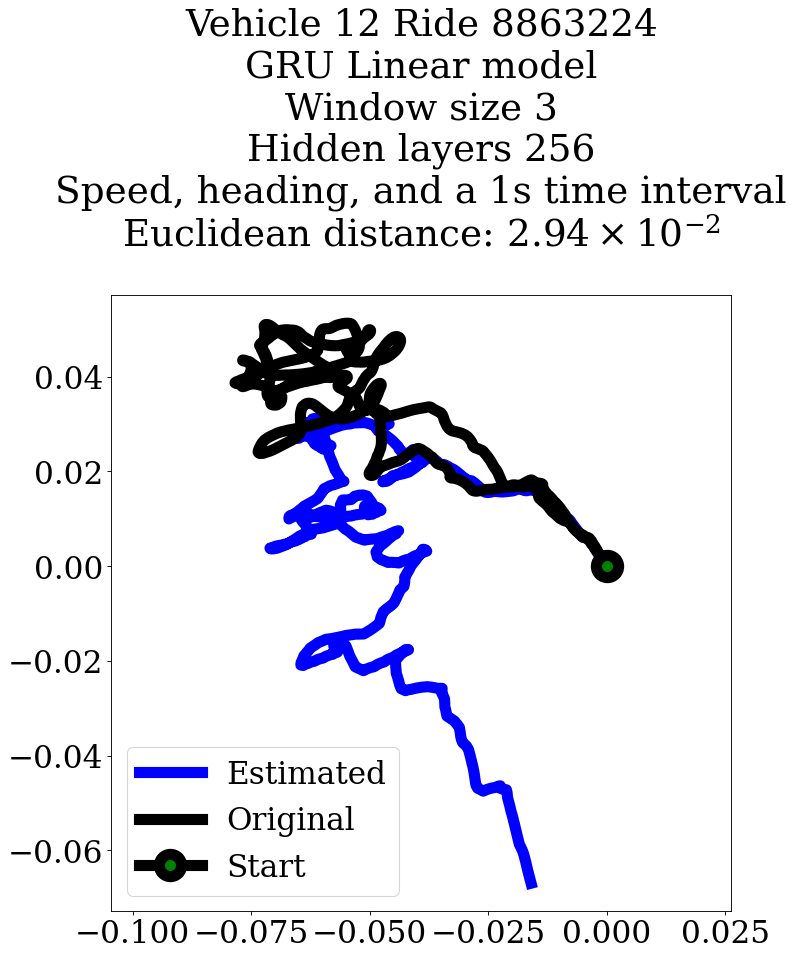 Vehicle 12 Ride 8863224
GRU Linear model
Window size 3
Hidden layers 256
Speed, heading, and a 1s time interval
Euclidean distance: 2.94 × 10⁻²
0.04
0.02
0.00
−0.02
−0.04
−0.06
Estimated
Original
Start
−0.100 −0.075 −0.050 −0.025 0.000 0.025